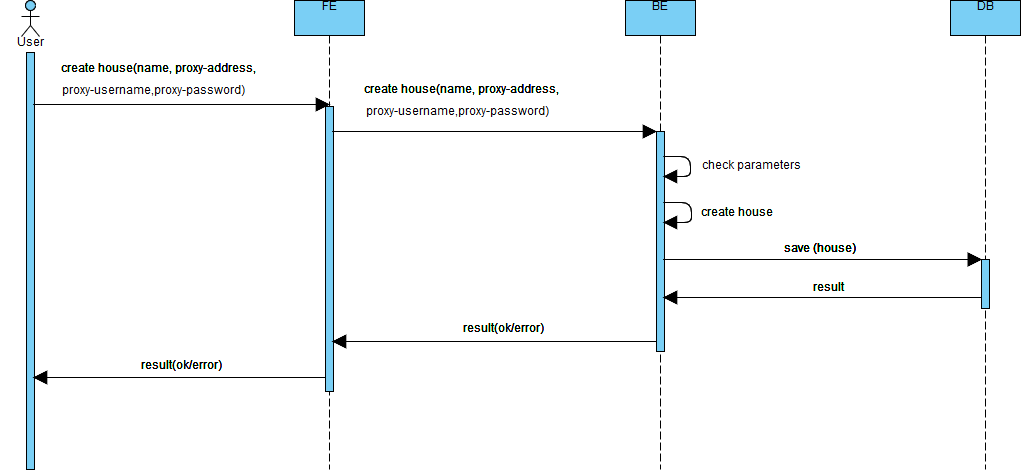 FE
BE
DB
User
create house(name, proxy-address,
proxy-username,proxy-password)
create house(name, proxy-address,
proxy-username,proxy-password)
check parameters
create house
save (house)
result
result(ok/error)
result(ok/error)